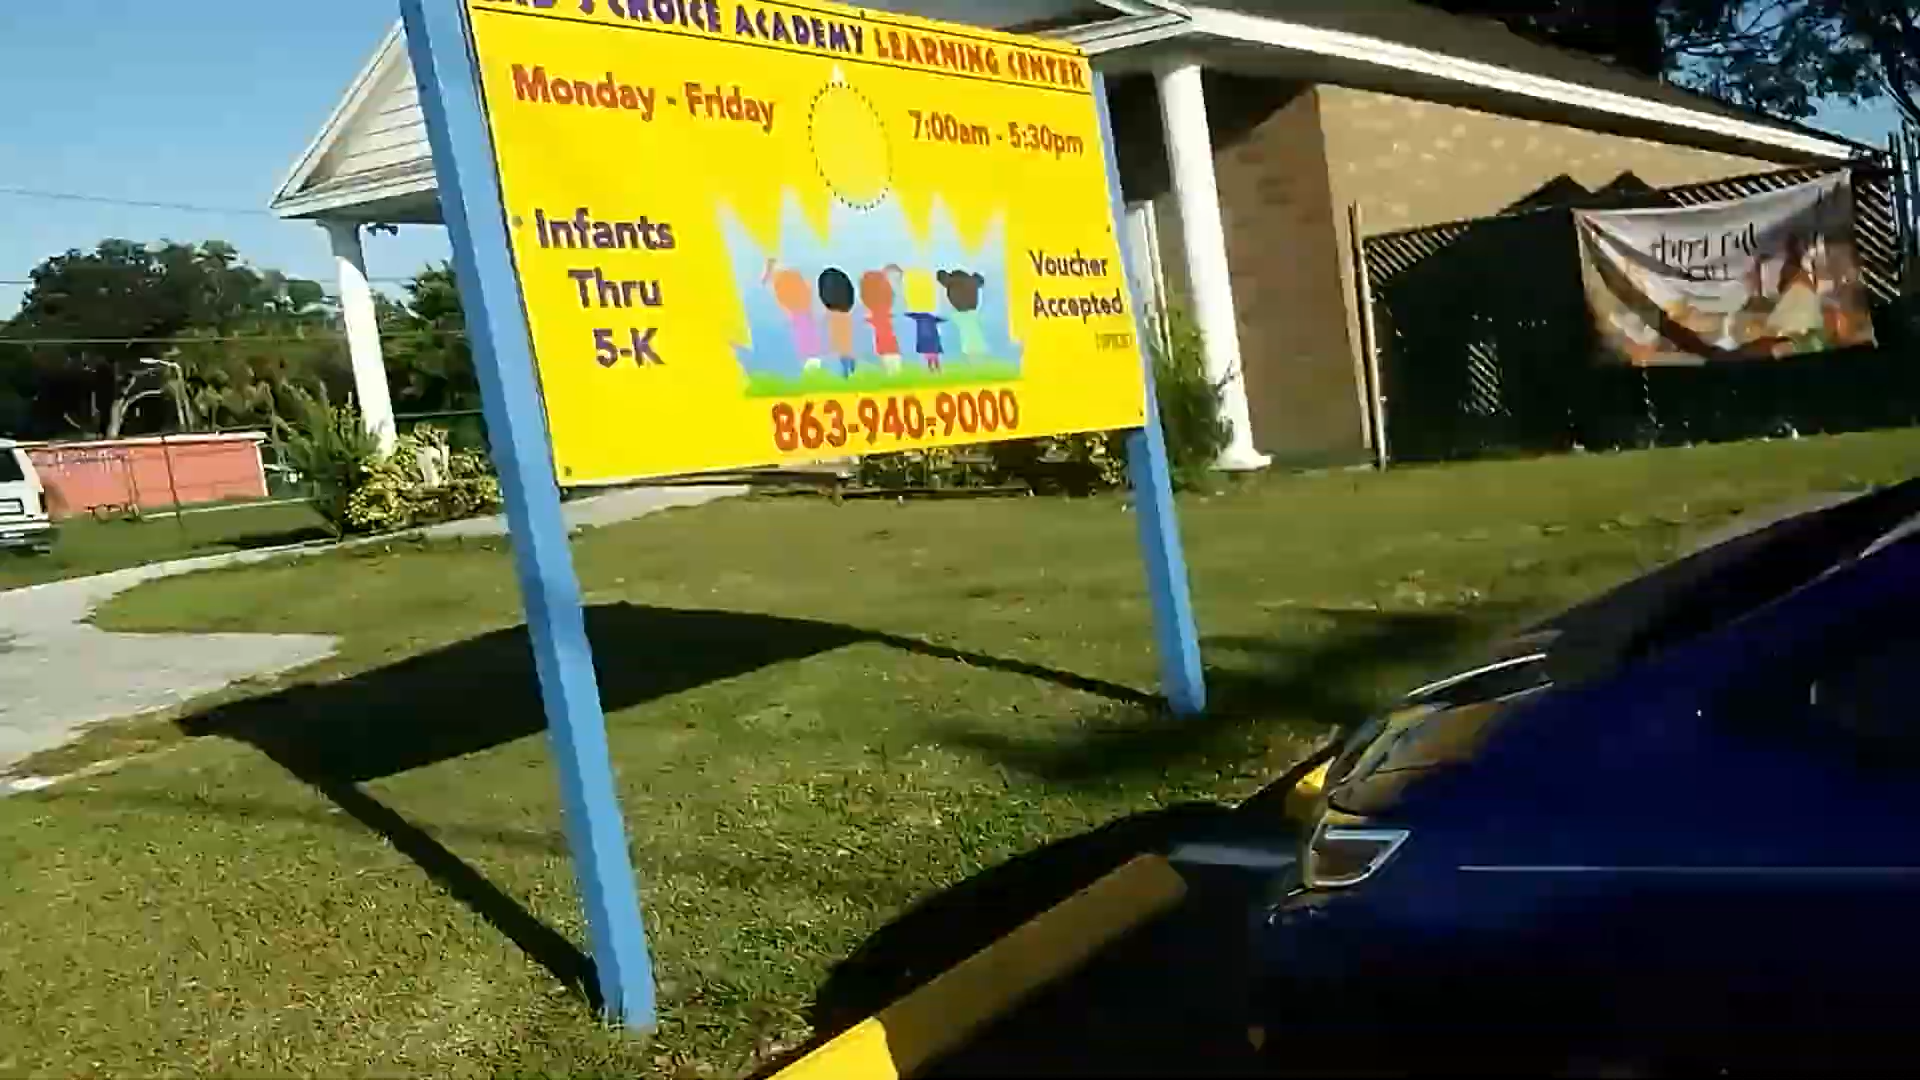 CHOICE ACADEMY LEARNING CENTER
Monday - Friday
7:00am - 5:30pm
Infants
Thru
5-K
Voucher
Accepted
863-940-9000